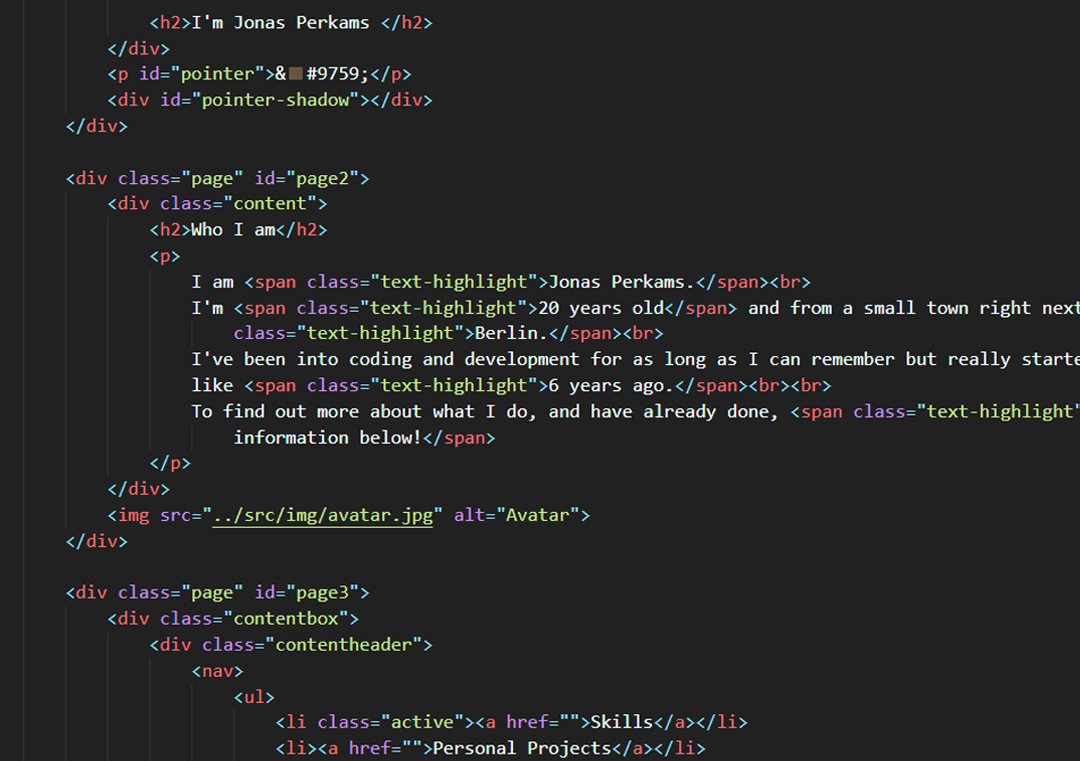 <h2>I'm Jonas Perkams </h2>
</div>
<p id="pointer">&#9759;</p>
<div id="pointer-shadow"></div>
</div>
<div class="page" id="page2">
<div class="content">
<h2>Who I am</h2>
<p>
I am <span class="text-highlight">Jonas Perkams.</span><br>
I'm <span class="text-highlight">20 years old</span> and from a small town right next
class="text-highlight">Berlin.</span><br>
I've been into coding and development for as long as I can remember but really starte
like <span class="text-highlight">6 years ago.</span><br><br>
To find out more about what I do, and have already done, <span class="text-highlight"
information below!</span>
</p>
</div>
<img src="../src/img/avatar.jpg" alt="Avatar">
</div>
<div class="page" id="page3">
<div class="contentbox">
<div class="contentheader">
<nav>
<ul>
<li class="active"><a href="">Skills</a></li>
<li><a href="">Personal Projects</a></li>